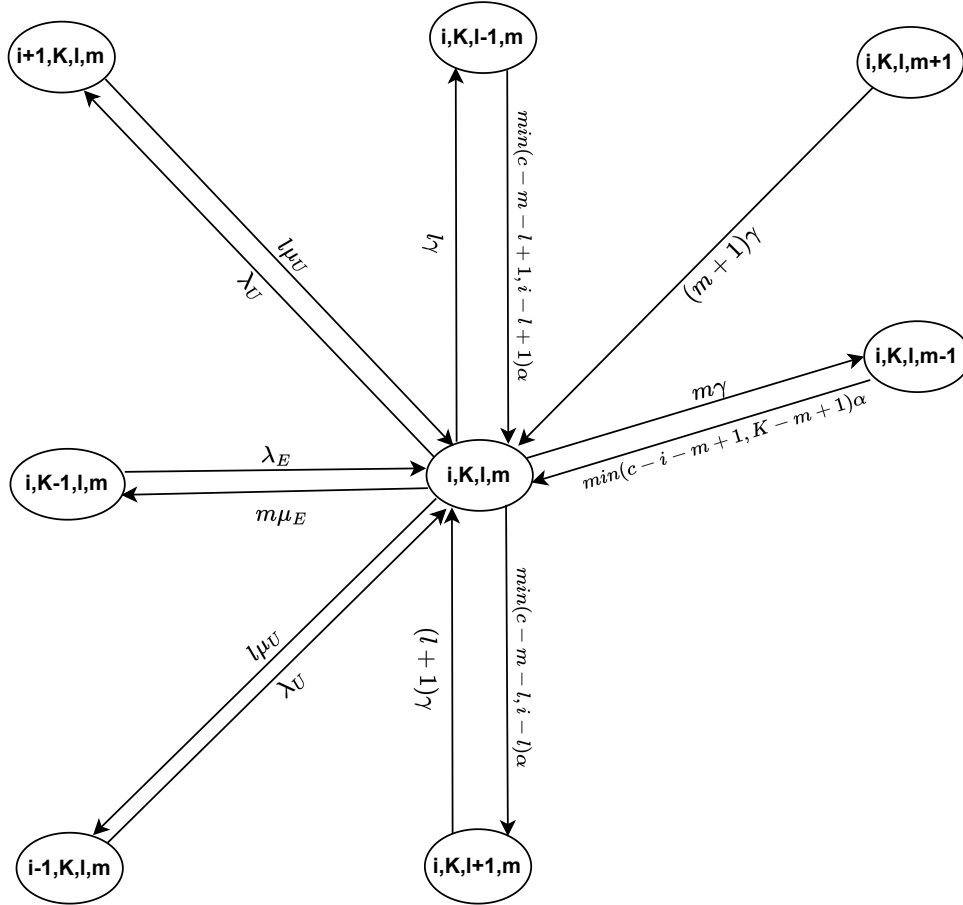 i+1,K,l,m
i,K,l-1,m
i,K,l,m+1
min(c − m − l + 1, i − l + 1)α
lγ
lμ_U
λ_U
(m + 1)γ
i,K,l,m-1
mγ
min(c − i − m + 1, K − m + 1)α
λ_E
i,K,l,m
i,K-1,l,m
mμ_E
min(c − m − l, i − l)α
(l + 1)γ
lμ_U
λ_U
i-1,K,l,m
i,K,l+1,m